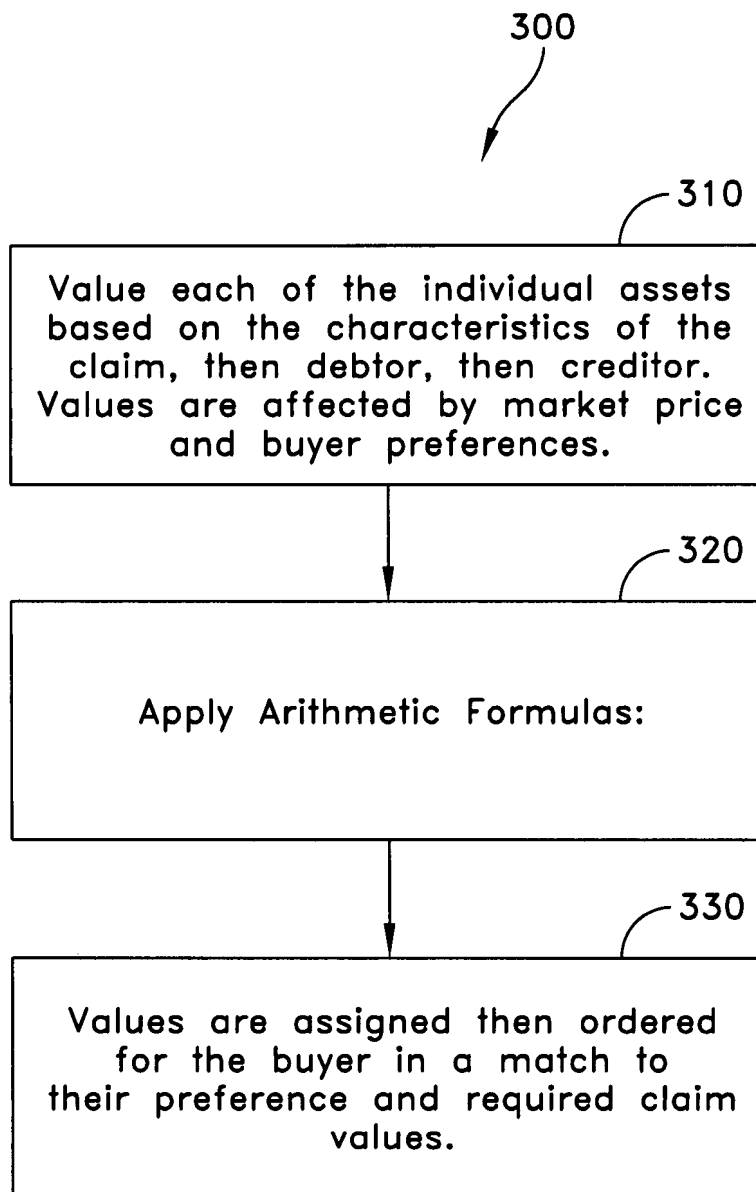 300
310
Value each of the individual assets
based on the characteristics of the
claim, then debtor, then creditor.
Values are affected by market price
and buyer preferences.
320
Apply Arithmetic Formulas:
330
Values are assigned then ordered
for the buyer in a match to
their preference and required claim
values.